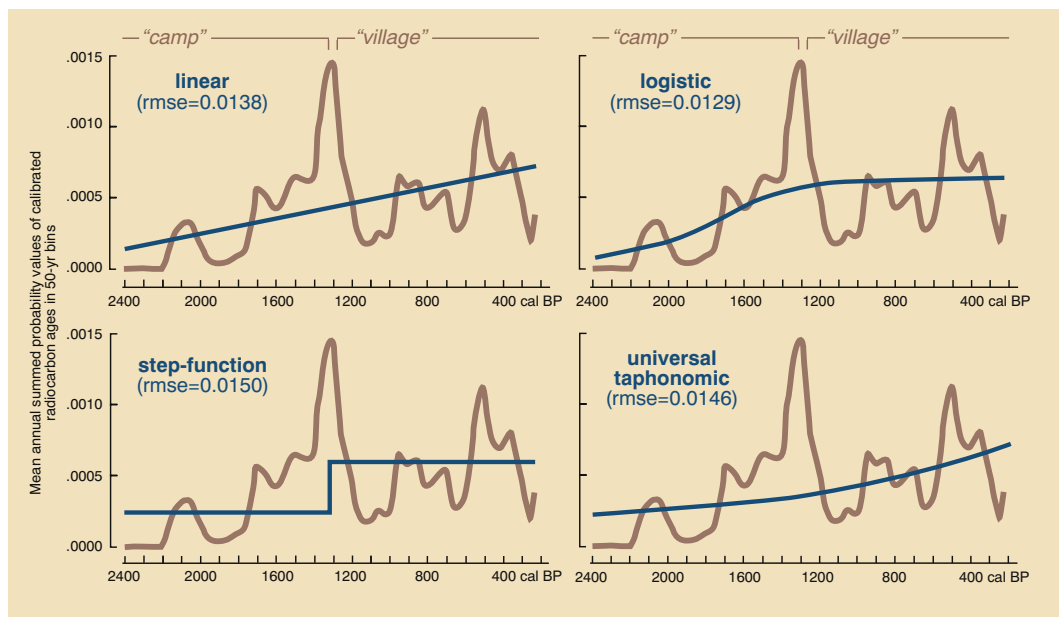 “camp” “village” “camp” “village”
Mean annual summed probability values of calibrated
radiocarbon ages in 50-yr bins
.0015
.0010
.0005
.0000
linear
(rmse=0.0138)
2400 2000 1600 1200 800 400 cal BP
logistic
(rmse=0.0129)
2400 2000 1600 1200 800 400 cal BP
.0015
.0010
.0005
.0000
step-function
(rmse=0.0150)
2400 2000 1600 1200 800 400 cal BP
universal
taphonomic
(rmse=0.0146)
2400 2000 1600 1200 800 400 cal BP